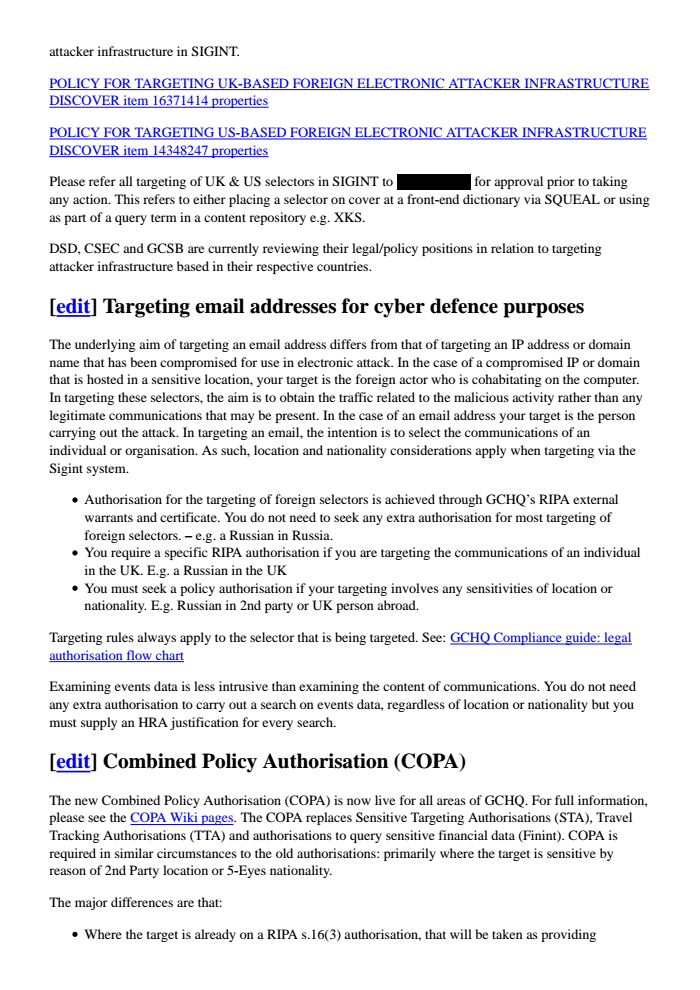 attacker infrastructure in SIGINT.
POLICY FOR TARGETING UK-BASED FOREIGN ELECTRONIC ATTACKER INFRASTRUCTURE
DISCOVER item 16371414 properties
POLICY FOR TARGETING US-BASED FOREIGN ELECTRONIC ATTACKER INFRASTRUCTURE
DISCOVER item 14348247 properties
Please refer all targeting of UK & US selectors in SIGINT to for approval prior to taking
any action. This refers to either placing a selector on cover at a front-end dictionary via SQUEAL or using
as part of a query term in a content repository e.g. XKS.
DSD, CSEC and GCSB are currently reviewing their legal/policy positions in relation to targeting
attacker infrastructure based in their respective countries.
[edit] Targeting email addresses for cyber defence purposes
The underlying aim of targeting an email address differs from that of targeting an IP address or domain
name that has been compromised for use in electronic attack. In the case of a compromised IP or domain
that is hosted in a sensitive location, your target is the foreign actor who is cohabitating on the computer.
In targeting these selectors, the aim is to obtain the traffic related to the malicious activity rather than any
legitimate communications that may be present. In the case of an email address your target is the person
carrying out the attack. In targeting an email, the intention is to select the communications of an
individual or organisation. As such, location and nationality considerations apply when targeting via the
Sigint system.
• Authorisation for the targeting of foreign selectors is achieved through GCHQ's RIPA external
warrants and certificate. You do not need to seek any extra authorisation for most targeting of
foreign selectors. – e.g. a Russian in Russia.
• You require a specific RIPA authorisation if you are targeting the communications of an individual
in the UK. E.g. a Russian in the UK
• You must seek a policy authorisation if your targeting involves any sensitivities of location or
nationality. E.g. Russian in 2nd party or UK person abroad.
Targeting rules always apply to the selector that is being targeted. See: GCHQ Compliance guide: legal
authorisation flow chart
Examining events data is less intrusive than examining the content of communications. You do not need
any extra authorisation to carry out a search on events data, regardless of location or nationality but you
must supply an HRA justification for every search.
[edit] Combined Policy Authorisation (COPA)
The new Combined Policy Authorisation (COPA) is now live for all areas of GCHQ. For full information,
please see the COPA Wiki pages. The COPA replaces Sensitive Targeting Authorisations (STA), Travel
Tracking Authorisations (TTA) and authorisations to query sensitive financial data (Finint). COPA is
required in similar circumstances to the old authorisations: primarily where the target is sensitive by
reason of 2nd Party location or 5-Eyes nationality.
The major differences are that:
• Where the target is already on a RIPA s.16(3) authorisation, that will be taken as providing